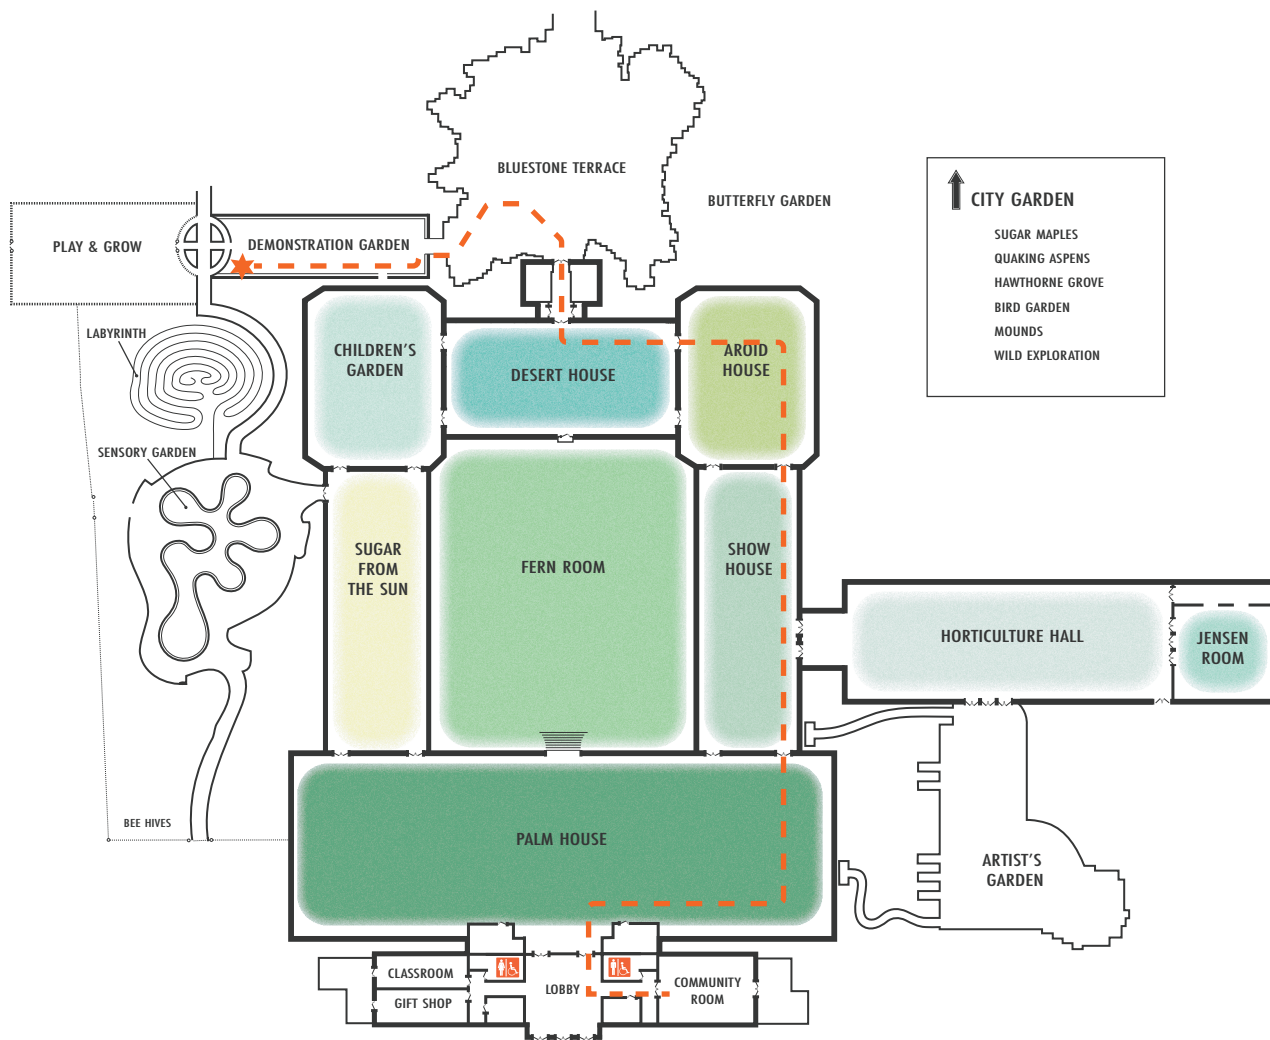 BLUESTONE TERRACE
BUTTERFLY GARDEN
CITY GARDEN
SUGAR MAPLES
QUAKING ASPENS
HAWTHORNE GROVE
BIRD GARDEN
MOUNDS
WILD EXPLORATION
PLAY & GROW
DEMONSTRATION GARDEN
LABYRINTH
CHILDREN'S
GARDEN
DESERT HOUSE
AROID
HOUSE
SENSORY GARDEN
SUGAR
FROM
THE SUN
FERN ROOM
SHOW
HOUSE
HORTICULTURE HALL
JENSEN
ROOM
BEE HIVES
PALM HOUSE
ARTIST'S
GARDEN
CLASSROOM
GIFT SHOP
LOBBY
COMMUNITY
ROOM